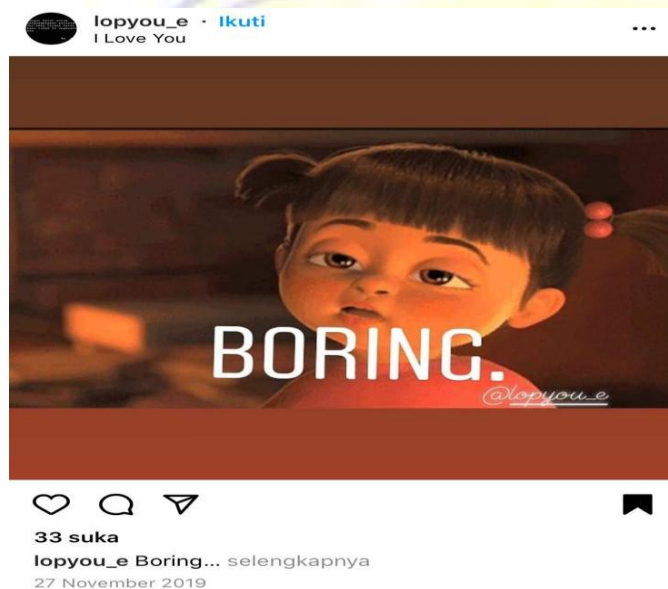 lopyou_e · Ikuti
I Love You
BORING.
@lopyou_e
33 suka
lopyou_e Boring... selengkapnya
27 November 2019